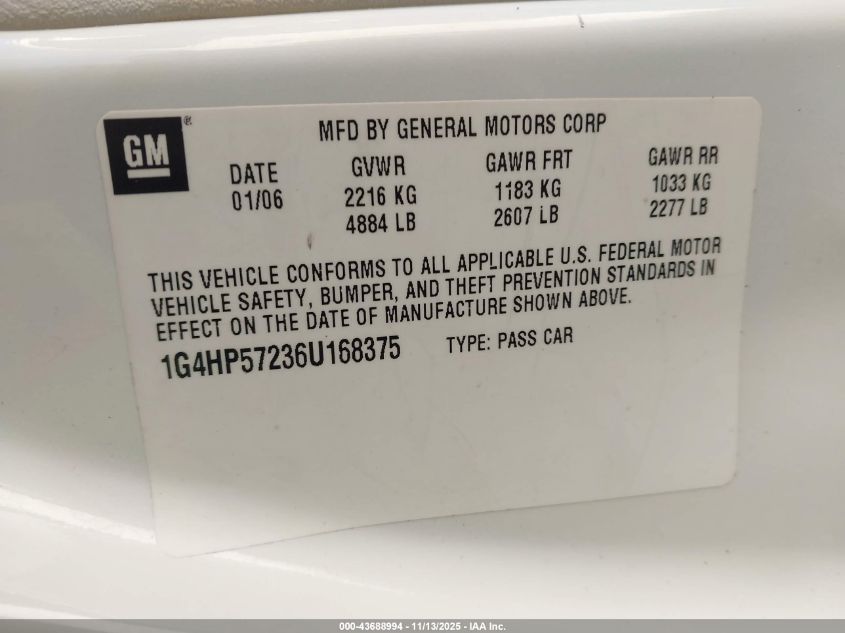 GM®
MFD BY GENERAL MOTORS CORP
DATE GVWR GAWR FRT GAWR RR
01/06 2216 KG 1183 KG 1033 KG
4884 LB 2607 LB 2277 LB
THIS VEHICLE CONFORMS TO ALL APPLICABLE U.S. FEDERAL MOTOR
VEHICLE SAFETY, BUMPER, AND THEFT PREVENTION STANDARDS IN
EFFECT ON THE DATE OF MANUFACTURE SHOWN ABOVE.
1G4HP57236U168375 TYPE: PASS CAR
000-43688994 - 11/13/2025 - IAA Inc.